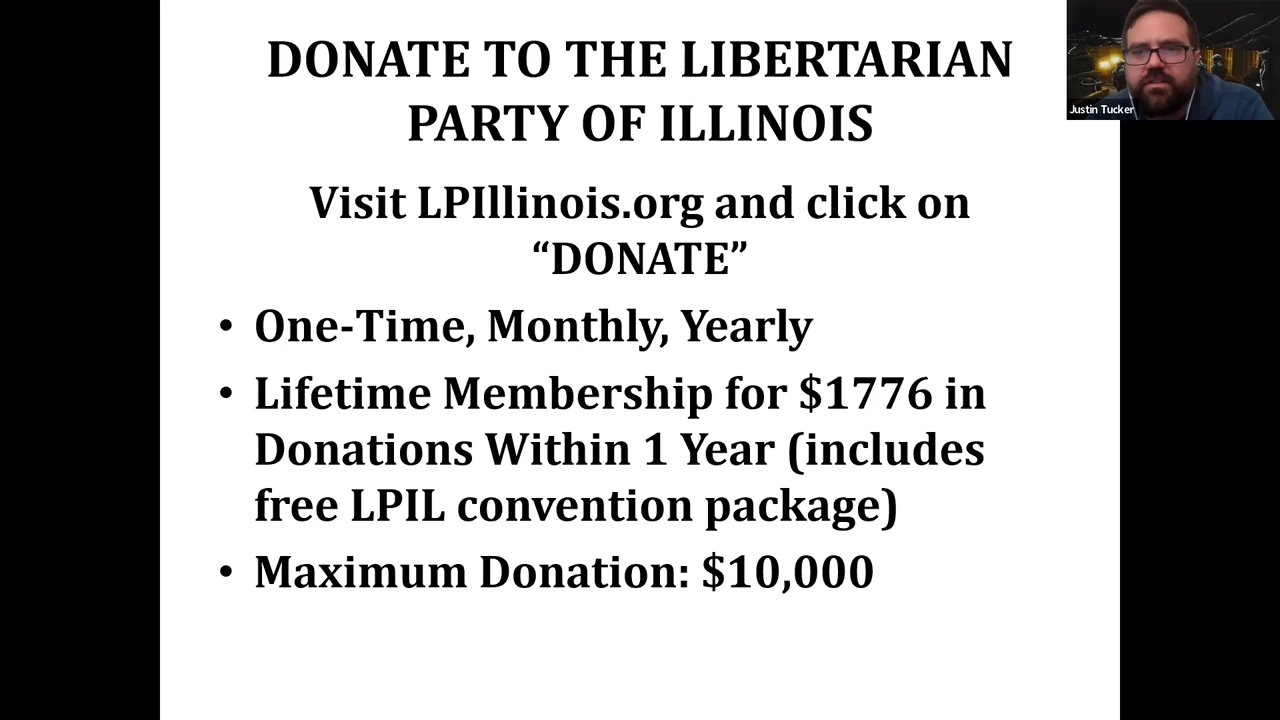 DONATE TO THE LIBERTARIAN
PARTY OF ILLINOIS
Visit LPIllinois.org and click on
“DONATE”
• One-Time, Monthly, Yearly
• Lifetime Membership for $1776 in
Donations Within 1 Year (includes
free LPIL convention package)
• Maximum Donation: $10,000
Justin Tucker